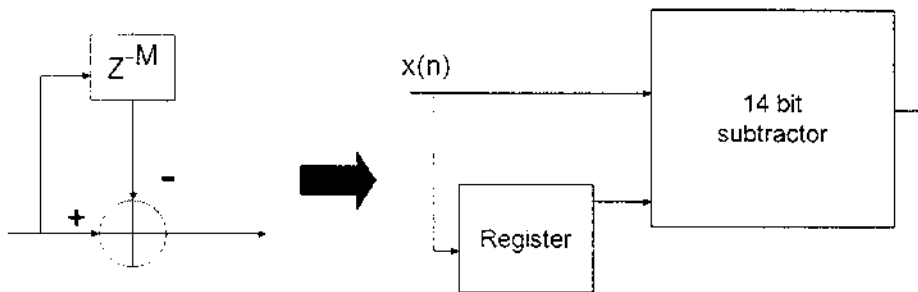 Z-M
x(n)
14 bit
subtractor
-
+
Register